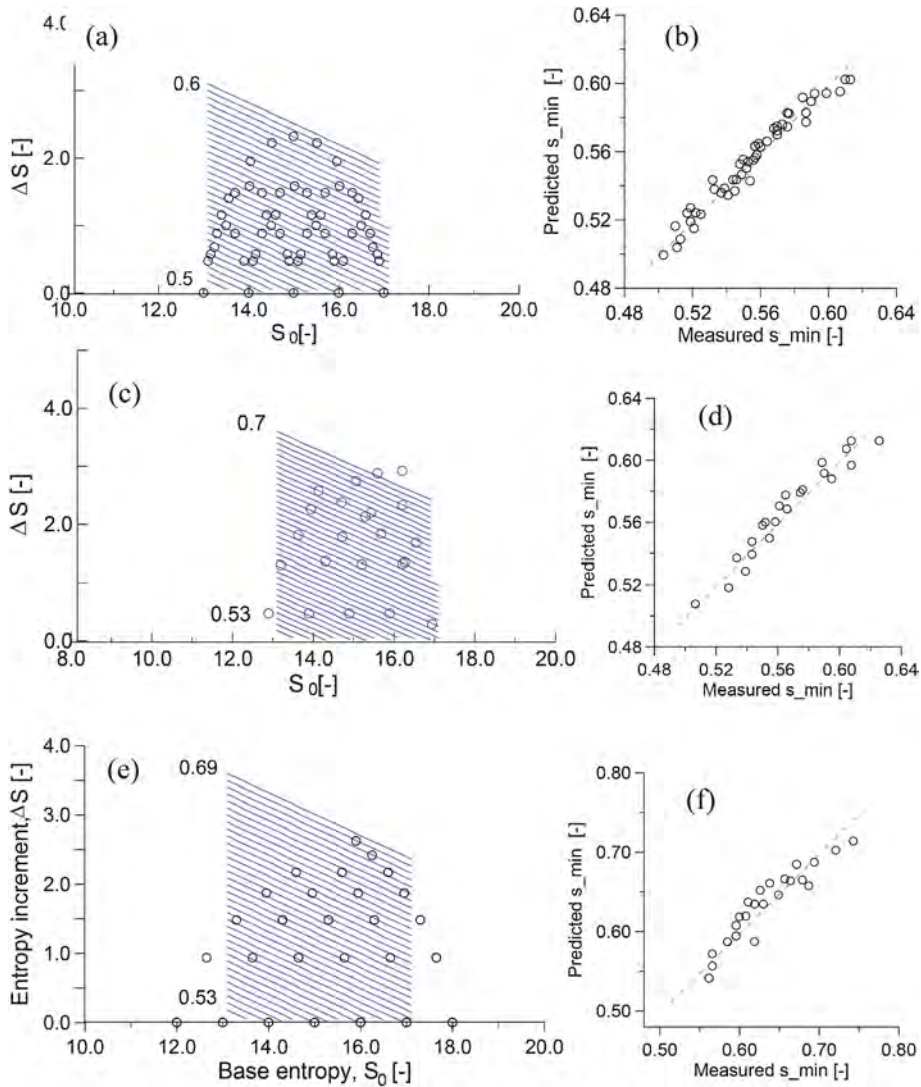 4.0
(a)
0.6
ΔS [-]
2.0
0.5
0.0
10.0 12.0 14.0 16.0 18.0 20.0
S₀[-]
0.64
(b)
Predicted s_min [-]
0.60
0.56
0.52
0.48
0.48 0.52 0.56 0.60 0.64
Measured s_min [-]
(c)
4.0
0.7
ΔS [-]
2.0
0.53
0.0
8.2 10.0 12.0 14.0 16.0 18.0 20.0
S₀[-]
0.64
(d)
Predicted s_min [-]
0.60
0.56
0.52
0.48
0.48 0.52 0.56 0.60 0.64
Measured s_min [-]
4.0
(e)
0.69
Entropy increment,ΔS [-]
3.0
2.0
1.0
0.53
0.0
10.0 12.0 14.0 16.0 18.0 20.0
Base entropy, S₀ [-]
0.80
(f)
Predicted s_min [-]
0.70
0.60
0.50
0.50 0.60 0.70 0.80
Measured s_min [-]